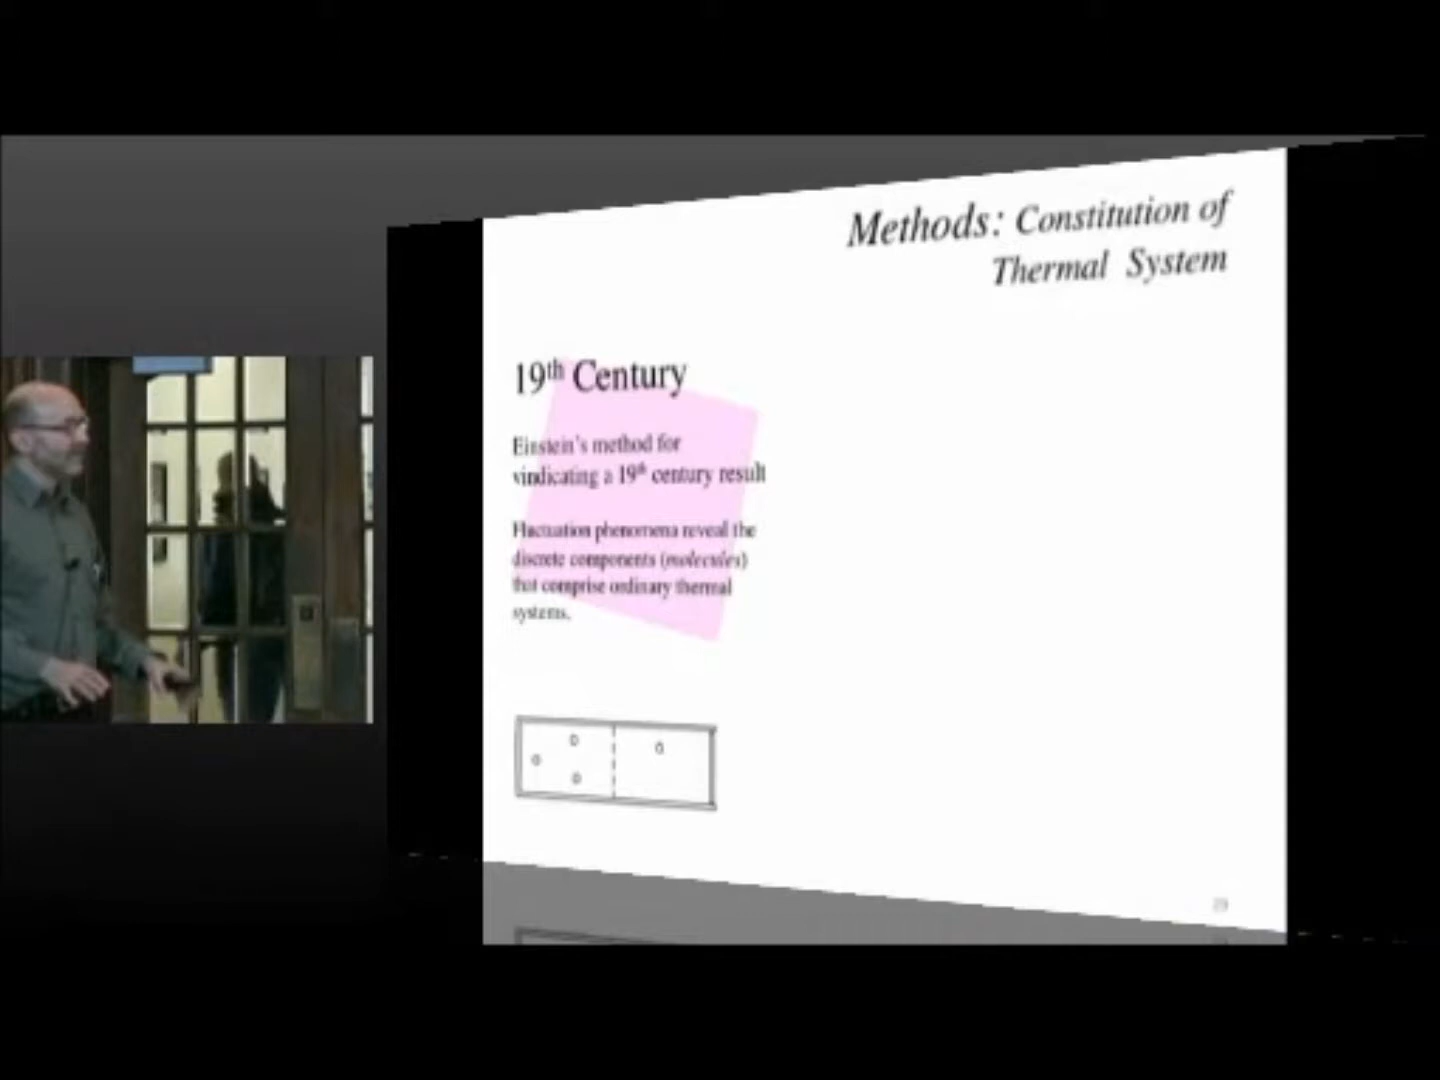 Methods: Constitution of
Thermal System
19th Century
Einstein's method for
vindicating a 19th century result
Fluctuation phenomena reveal the
discrete components (molecules)
that comprise ordinary thermal
systems.